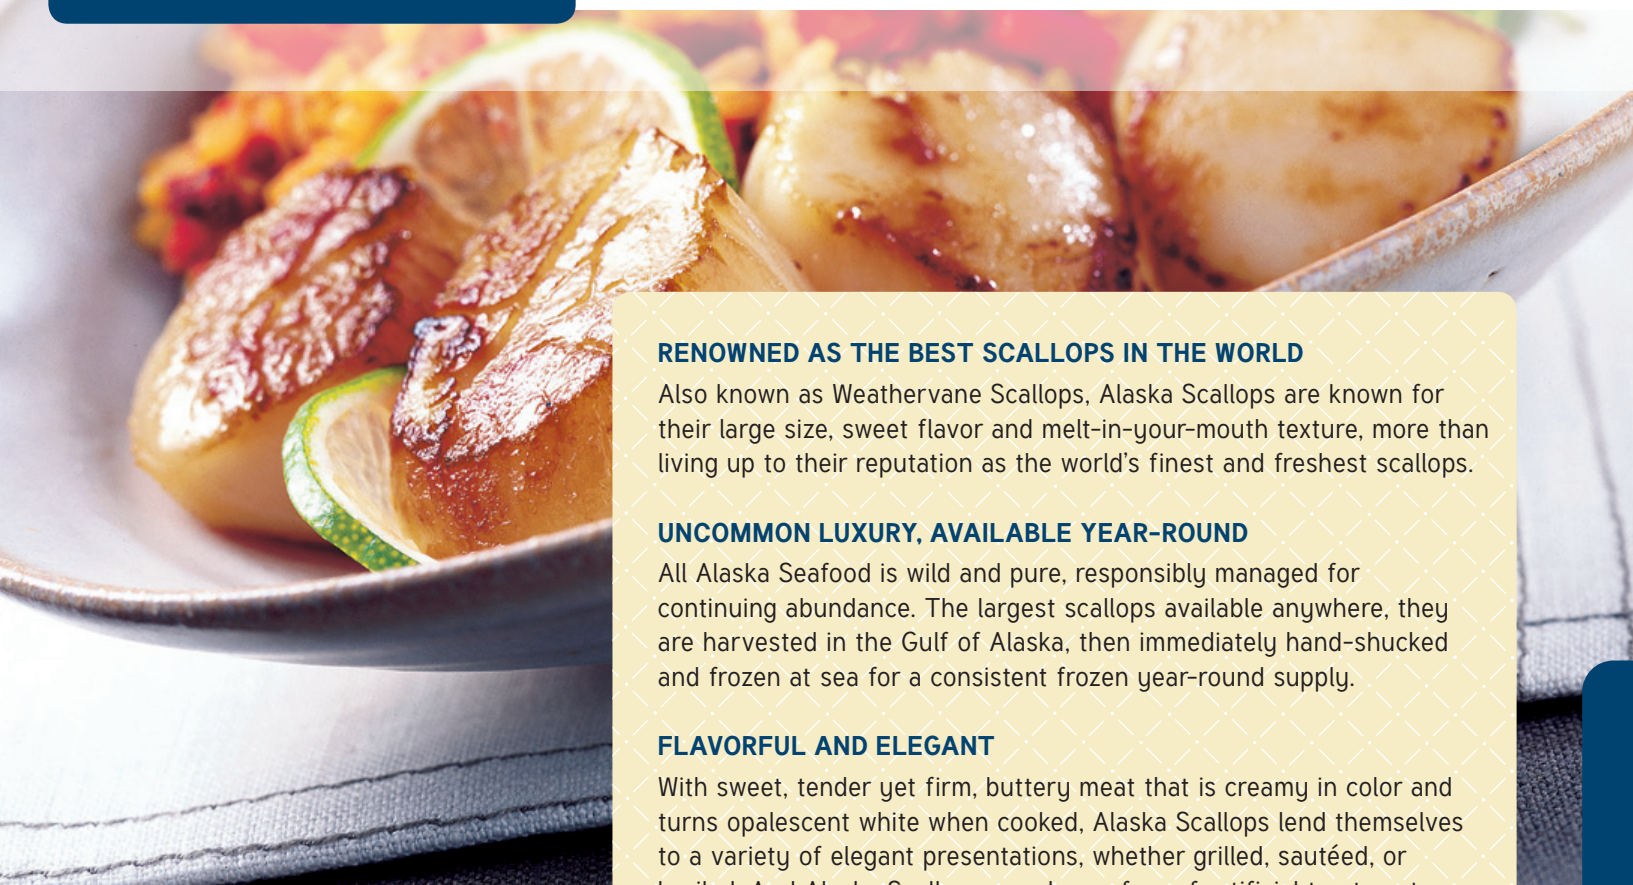 RENOWNED AS THE BEST SCALLOPS IN THE WORLD
Also known as Weathervane Scallops, Alaska Scallops are known for
their large size, sweet flavor and melt-in-your-mouth texture, more than
living up to their reputation as the world's finest and freshest scallops.
UNCOMMON LUXURY, AVAILABLE YEAR-ROUND
All Alaska Seafood is wild and pure, responsibly managed for
continuing abundance. The largest scallops available anywhere, they
are harvested in the Gulf of Alaska, then immediately hand-shucked
and frozen at sea for a consistent frozen year-round supply.
FLAVORFUL AND ELEGANT
With sweet, tender yet firm, buttery meat that is creamy in color and
turns opalescent white when cooked, Alaska Scallops lend themselves
to a variety of elegant presentations, whether grilled, sautéed, or